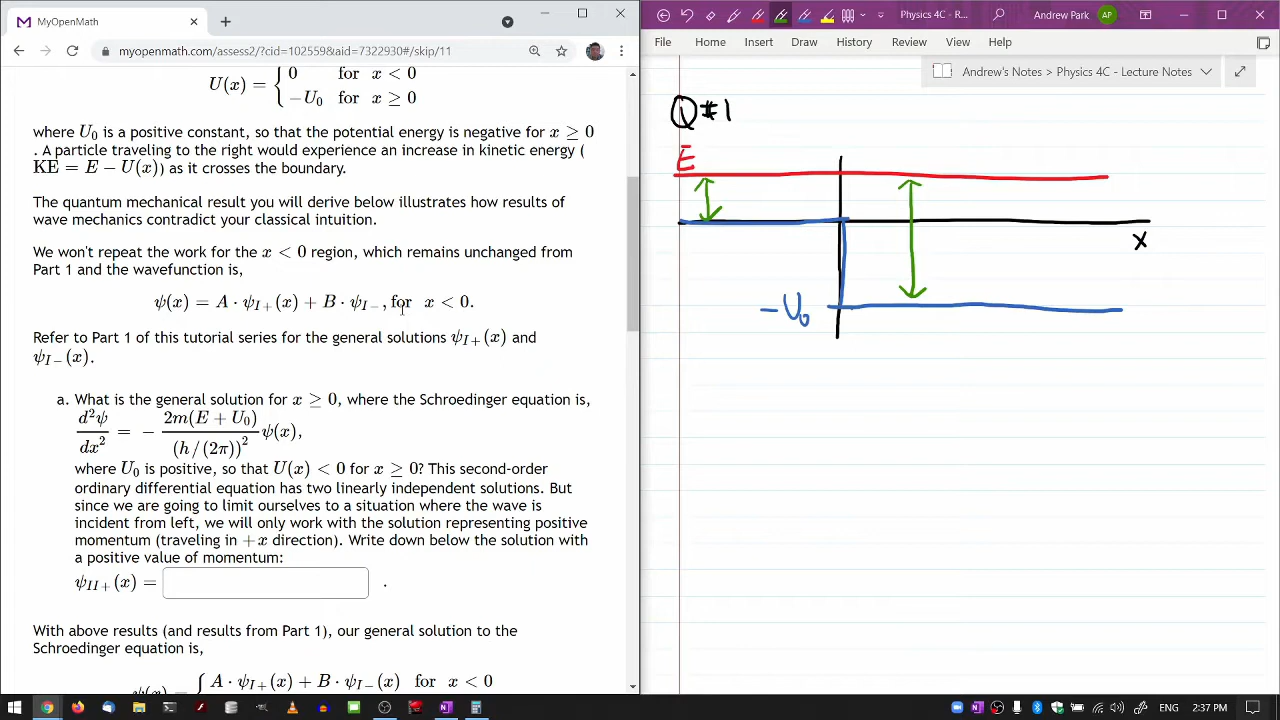 MyOpenMath
myopenmath.com/assess2/?cid=102559&aid=7322930#/skip/11
U(x) = { 0 for x < 0
−U₀ for x ≥ 0
where U₀ is a positive constant, so that the potential energy is negative for x ≥ 0
. A particle traveling to the right would experience an increase in kinetic energy (
KE = E − U(x)) as it crosses the boundary.
The quantum mechanical result you will derive below illustrates how results of
wave mechanics contradict your classical intuition.
We won't repeat the work for the x < 0 region, which remains unchanged from
Part 1 and the wavefunction is,
ψ(x) = A · ψ_{I+}(x) + B · ψ_{I−}, for x < 0.
Refer to Part 1 of this tutorial series for the general solutions ψ_{I+}(x) and
ψ_{I−}(x).
a. What is the general solution for x ≥ 0, where the Schroedinger equation is,
d²ψ/dx² = − 2m(E + U₀)/(h/(2π))² ψ(x),
where U₀ is positive, so that U(x) < 0 for x ≥ 0? This second-order
ordinary differential equation has two linearly independent solutions. But
since we are going to limit ourselves to a situation where the wave is
incident from left, we will only work with the solution representing positive
momentum (traveling in +x direction). Write down below the solution with
a positive value of momentum:
ψ_{II+}(x) = .
With above results (and results from Part 1), our general solution to the
Schroedinger equation is,
A · ψ_{I+}(x) + B · ψ_{I−}(x) for x < 0
Physics 4C - R...
Andrew Park
AP
File Home Insert Draw History Review View Help
Andrew's Notes > Physics 4C - Lecture Notes
Q#1
E
x
−U₀
2:37 PM